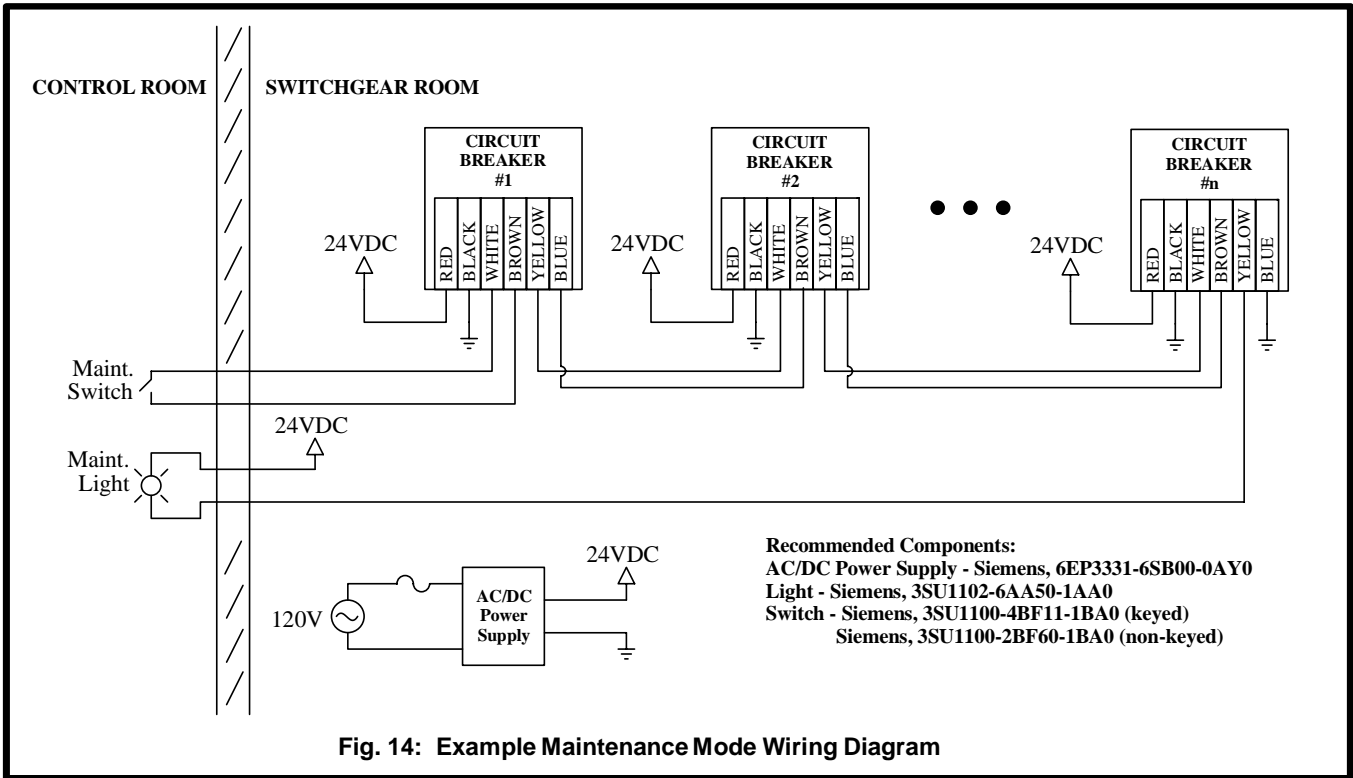 CONTROL ROOM
SWITCHGEAR ROOM
CIRCUIT
BREAKER
#1
RED
BLACK
WHITE
BROWN
YELLOW
BLUE
24VDC
CIRCUIT
BREAKER
#2
RED
BLACK
WHITE
BROWN
YELLOW
BLUE
24VDC
CIRCUIT
BREAKER
#n
RED
BLACK
WHITE
BROWN
YELLOW
BLUE
24VDC
Maint.
Switch
24VDC
Maint.
Light
120V
AC/DC
Power
Supply
24VDC
Recommended Components:
AC/DC Power Supply - Siemens, 6EP3331-6SB00-0AY0
Light - Siemens, 3SU1102-6AA50-1AA0
Switch - Siemens, 3SU1100-4BF11-1BA0 (keyed)
Siemens, 3SU1100-2BF60-1BA0 (non-keyed)
Fig. 14: Example Maintenance Mode Wiring Diagram